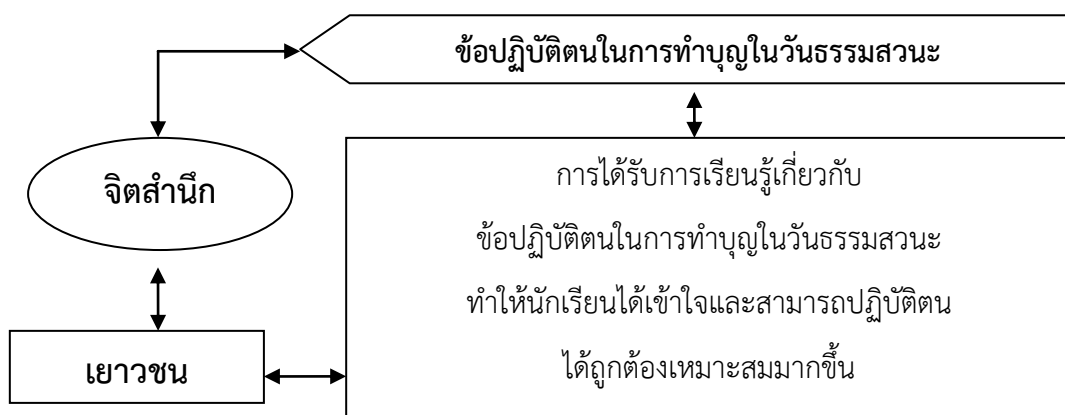 ข้อปฏิบัติตนในการทำบุญในวันธรรมสวนะ
จิตสำนึก
การได้รับการเรียนรู้เกี่ยวกับ
ข้อปฏิบัติตนในการทำบุญในวันธรรมสวนะ
ทำให้นักเรียนได้เข้าใจและสามารถปฏิบัติตน
ได้ถูกต้องเหมาะสมมากขึ้น
เยาวชน